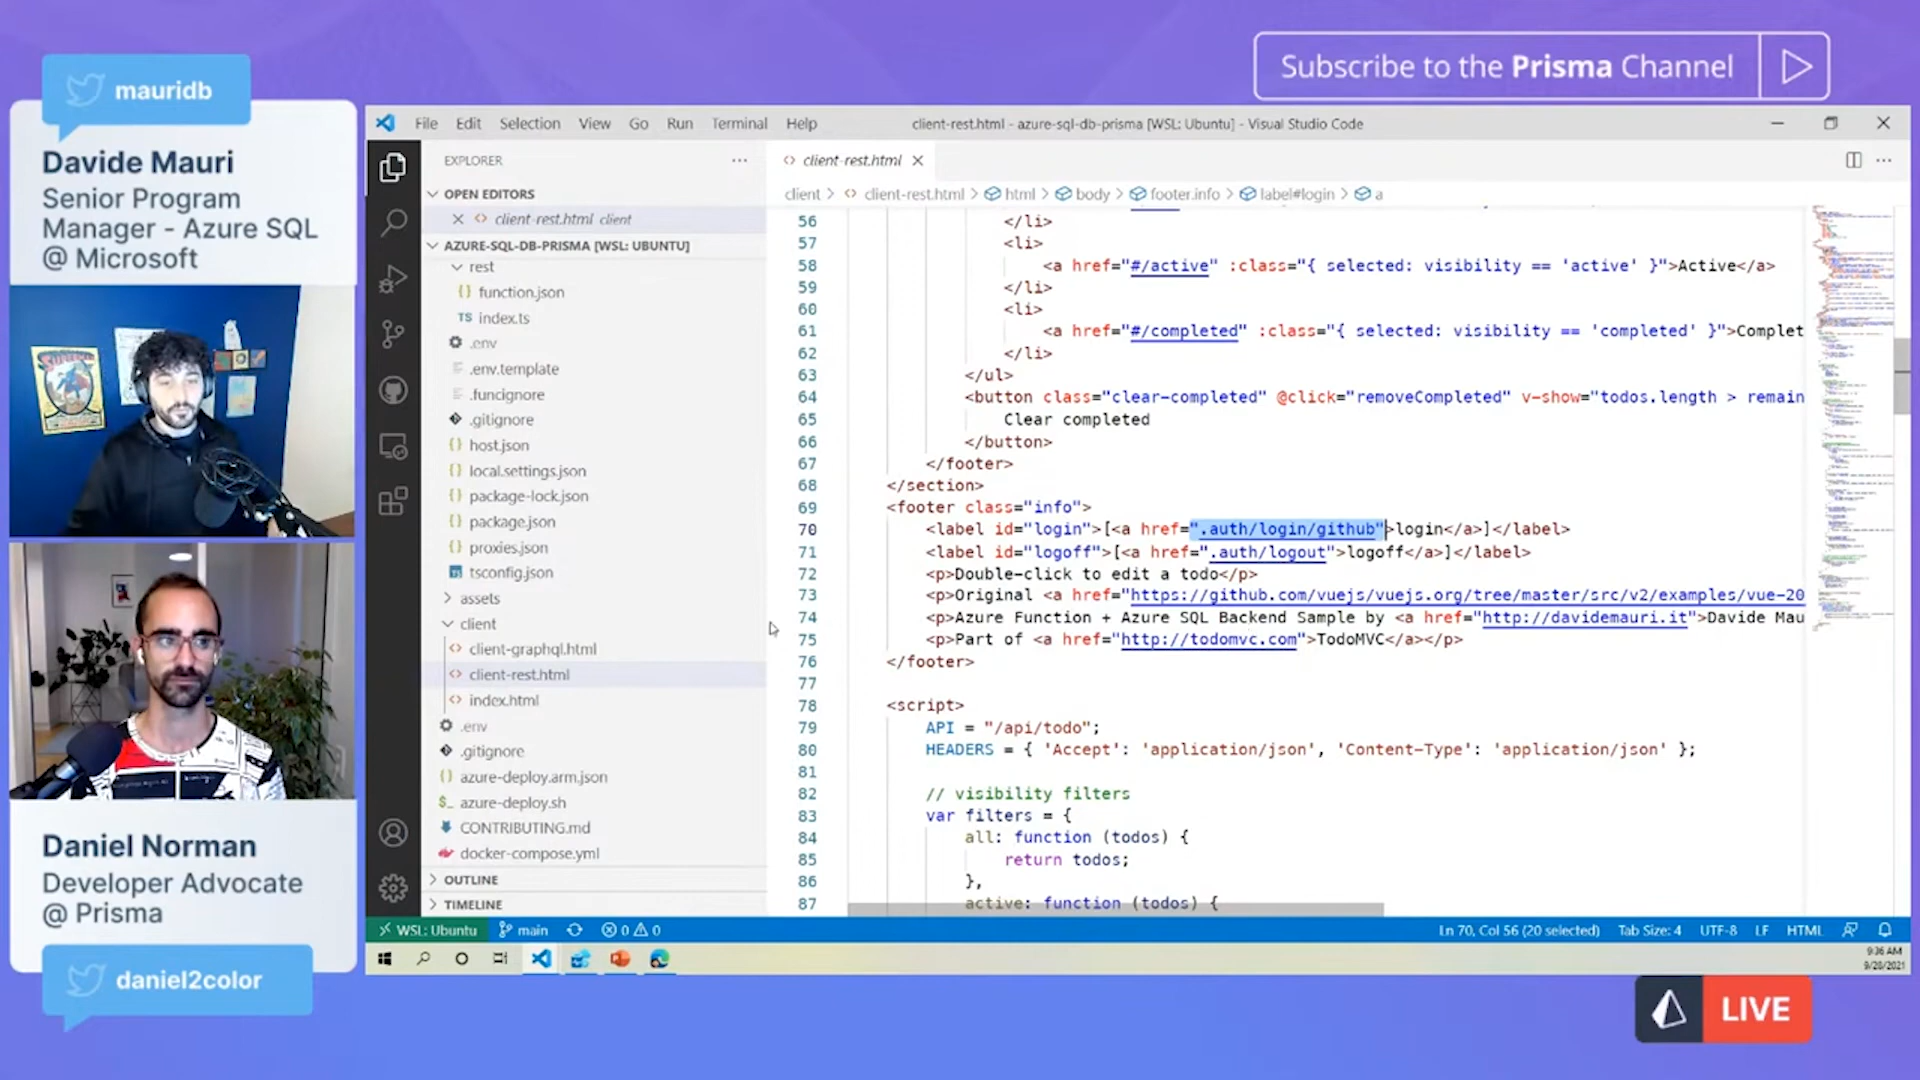 mauridb
Davide Mauri
Senior Program
Manager - Azure SQL
@ Microsoft
Daniel Norman
Developer Advocate
@ Prisma
daniel2color
Subscribe to the Prisma Channel
File Edit Selection View Go Run Terminal Help
client-rest.html - azure-sql-db-prisma [WSL: Ubuntu] - Visual Studio Code
EXPLORER
OPEN EDITORS
client-rest.html client
AZURE-SQL-DB-PRISMA [WSL: UBUNTU]
rest
function.json
TS index.ts
.env
.env.template
.funcignore
.gitignore
host.json
local.settings.json
package-lock.json
package.json
proxies.json
tsconfig.json
assets
client
client-graphql.html
client-rest.html
index.html
.env
.gitignore
azure-deploy.arm.json
azure-deploy.sh
CONTRIBUTING.md
docker-compose.yml
OUTLINE
TIMELINE
client-rest.html
client > client-rest.html > html > body > footer.info > label#login > a
56 </li>
57 <li>
58 <a href="#/active" :class="{ selected: visibility == 'active' }">Active</a>
59 </li>
60 <li>
61 <a href="#/completed" :class="{ selected: visibility == 'completed' }">Complet
62 </li>
63 </ul>
64 <button class="clear-completed" @click="removeCompleted" v-show="todos.length > remain
65 Clear completed
66 </button>
67 </footer>
68 </section>
69 <footer class="info">
70 <label id="login">[<a href=".auth/login/github">login</a>]</label>
71 <label id="logoff">[<a href=".auth/logout">logoff</a>]</label>
72 <p>Double-click to edit a todo</p>
73 <p>Original <a href="https://github.com/vuejs/vuejs.org/tree/master/src/v2/examples/vue-20
74 <p>Azure Function + Azure SQL Backend Sample by <a href="http://davidemauri.it">Davide Mau
75 <p>Part of <a href="http://todomvc.com">TodoMVC</a></p>
76 </footer>
77
78 <script>
79 API = "/api/todo";
80 HEADERS = { 'Accept': 'application/json', 'Content-Type': 'application/json' };
81
82 // visibility filters
83 var filters = {
84 all: function (todos) {
85 return todos;
86 },
87 active: function (todos) {
WSL: Ubuntu main 0 0 Ln 70, Col 56 (20 selected) Tab Size: 4 UTF-8 LF HTML
9:36 AM
9/28/2021
LIVE